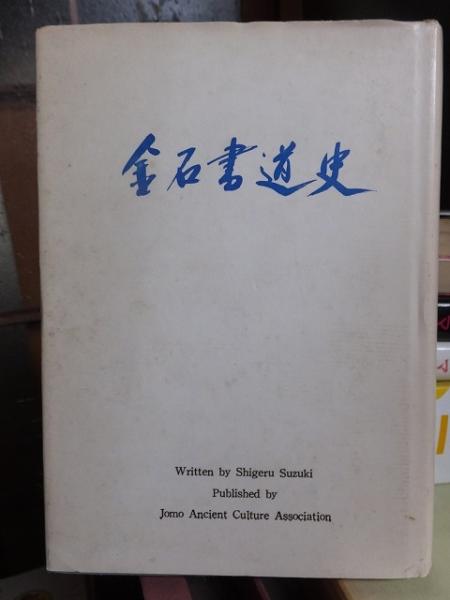 金石書道史
Written by Shigeru Suzuki
Published by
Jomo Ancient Culture Association